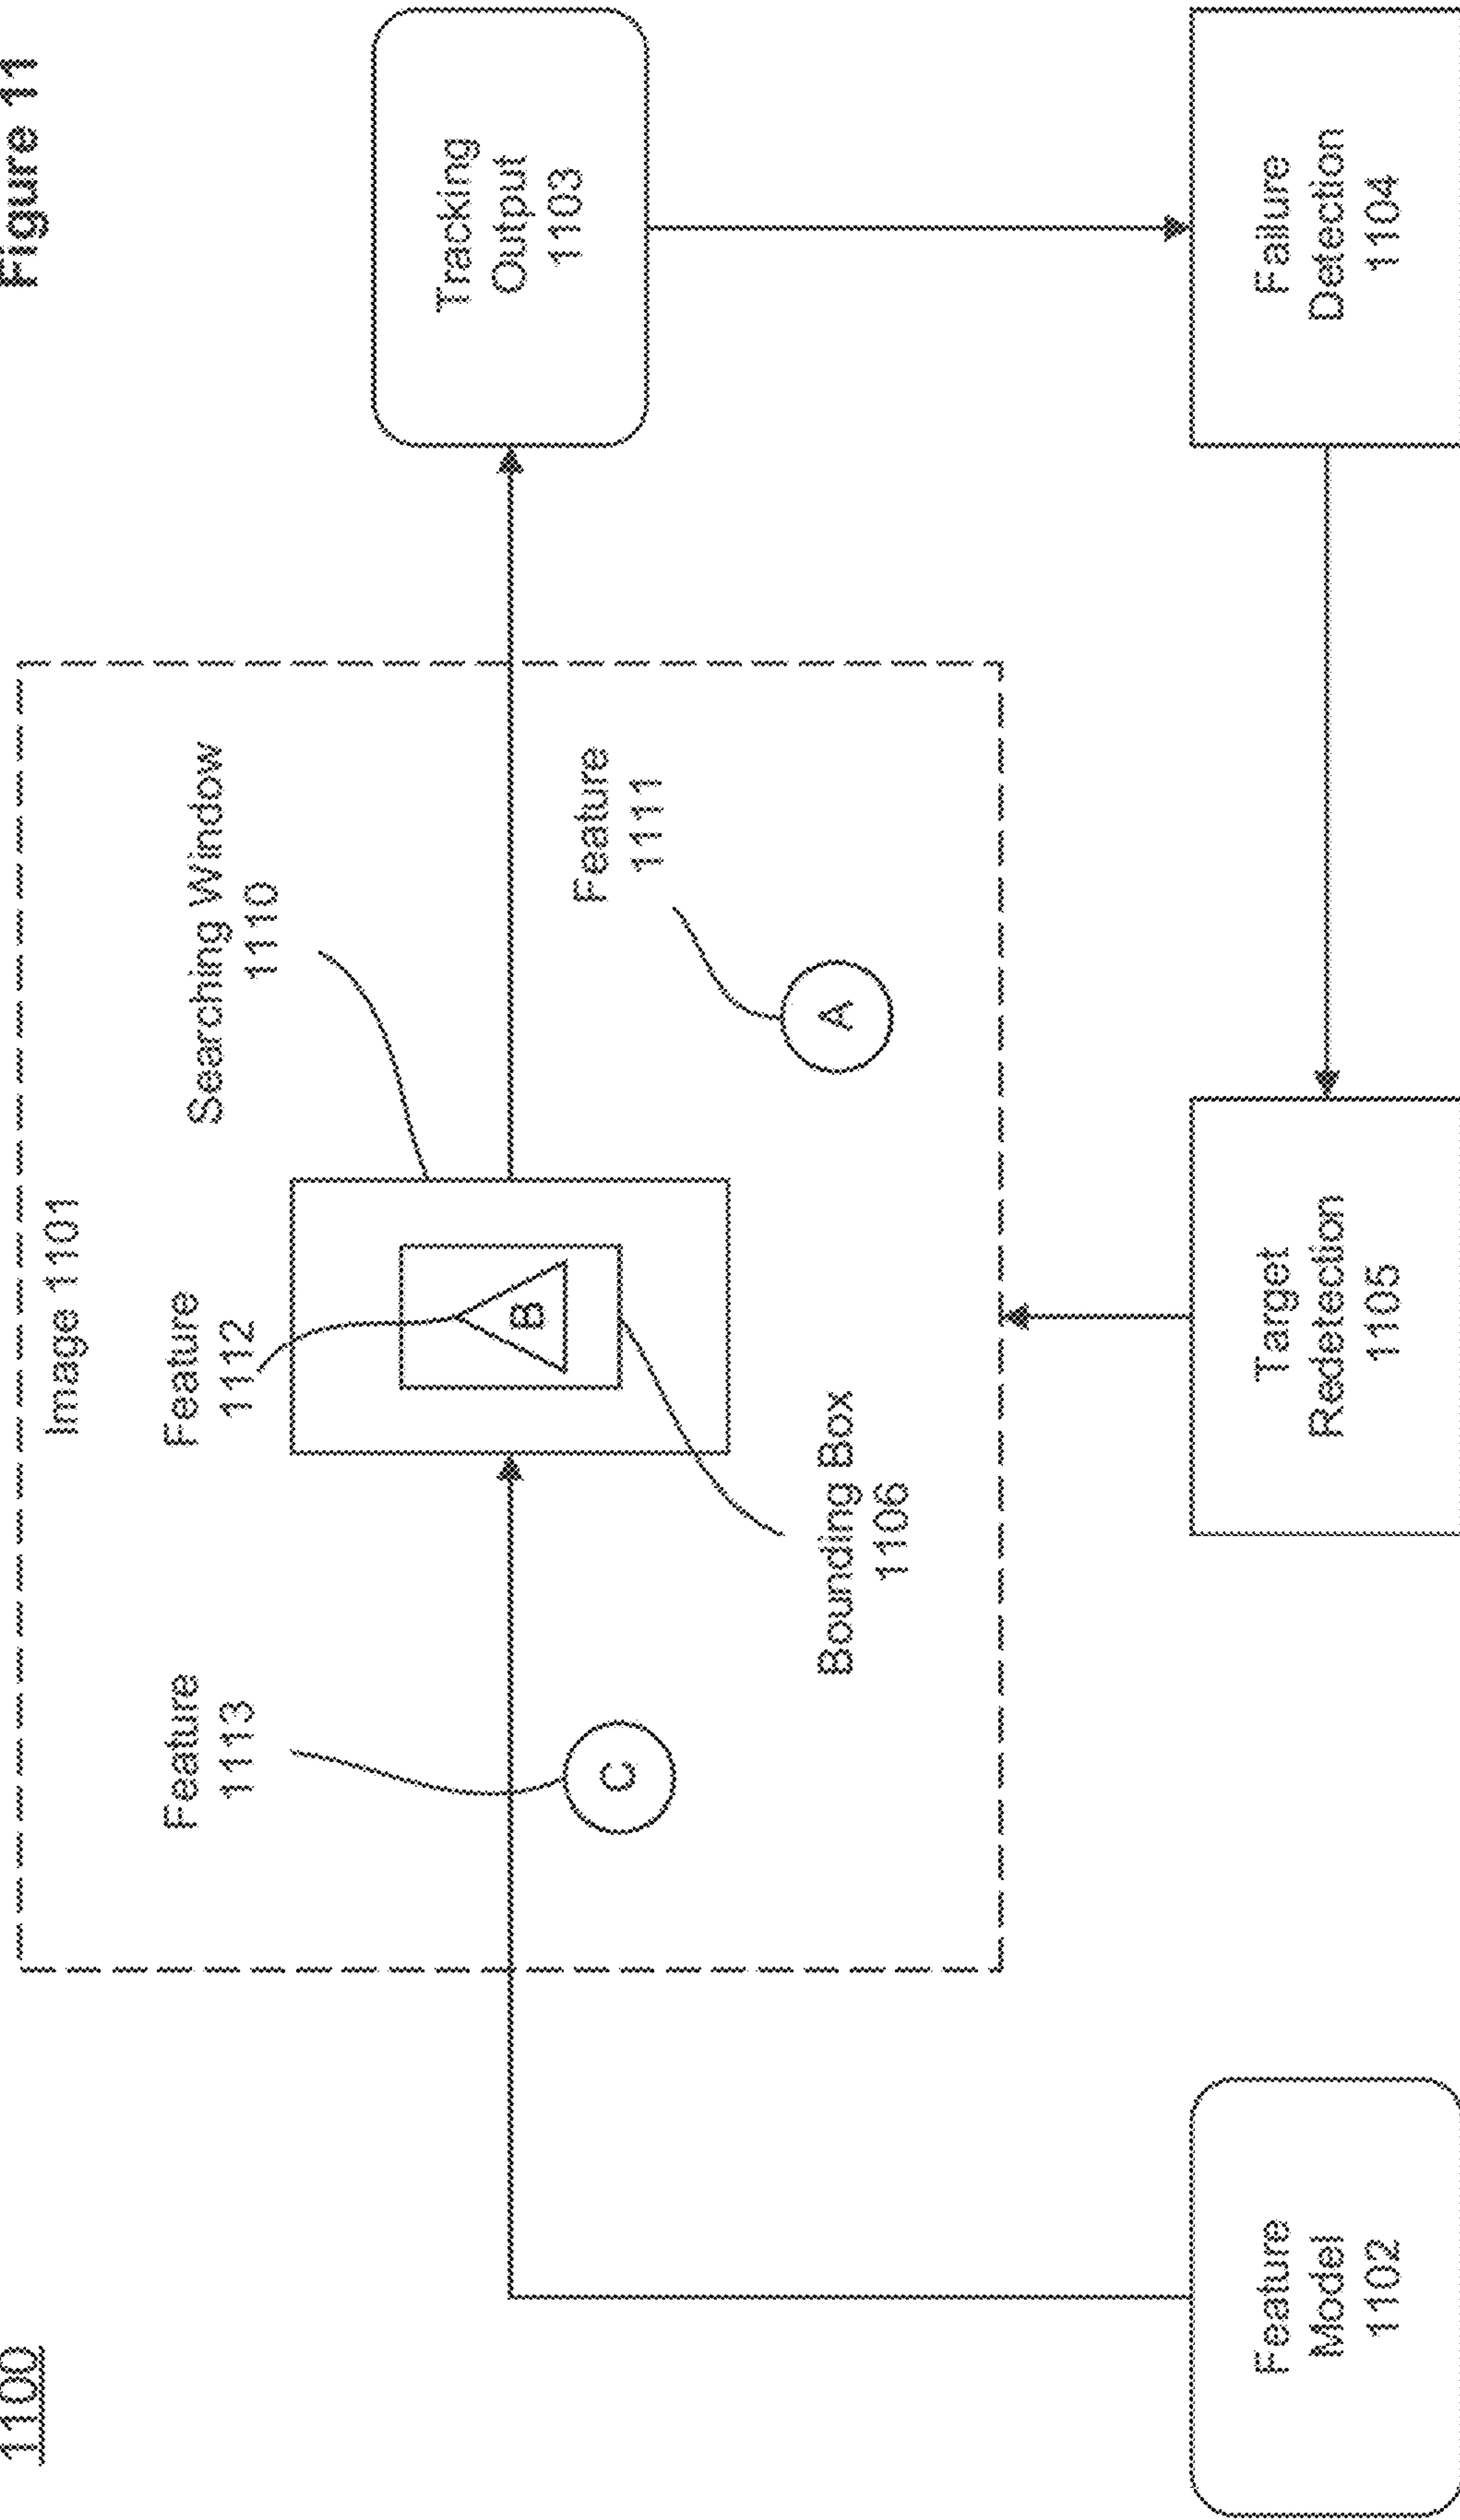 1100
Figure 11
Image 1101
Feature
1113
Feature
1112
Searching Window
1110
Tracking
Output
1103
B
C
Feature
1111
A
Bounding Box
1106
Feature
Model
1102
Target
Redetection
1105
Failure
Detection
1104